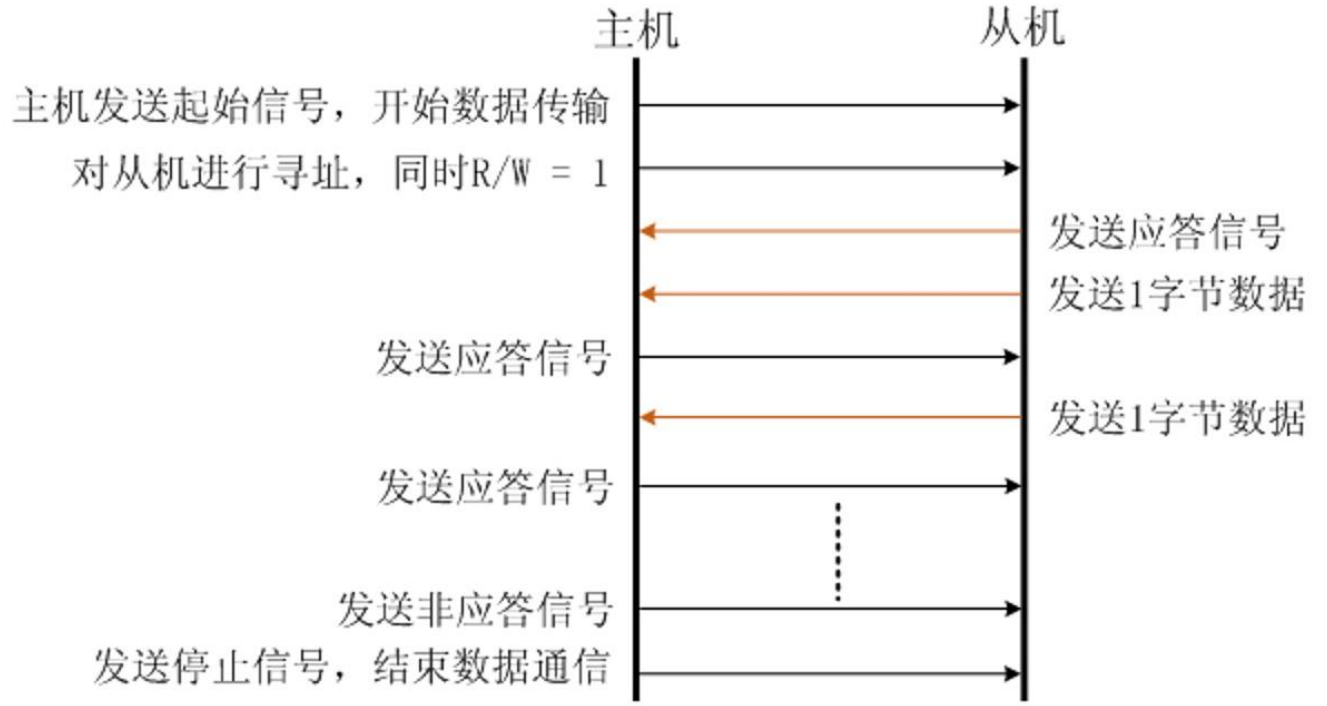 主机 从机
主机发送起始信号，开始数据传输
对从机进行寻址，同时R/W = 1
发送应答信号
发送1字节数据
发送应答信号
发送1字节数据
发送应答信号
发送非应答信号
发送停止信号，结束数据通信